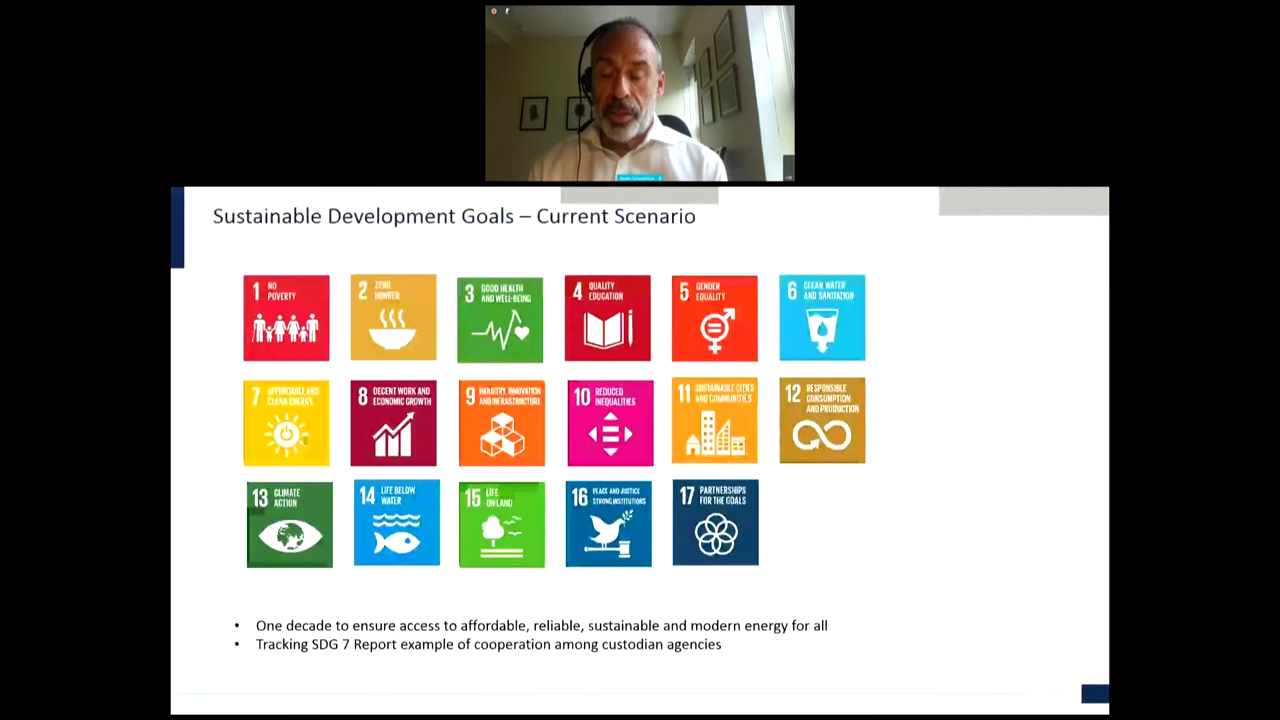 Sustainable Development Goals – Current Scenario
1 NO
POVERTY
2 ZERO
HUNGER
3 GOOD HEALTH
AND WELL-BEING
4 QUALITY
EDUCATION
5 GENDER
EQUALITY
6 CLEAN WATER
AND SANITATION
7 AFFORDABLE AND
CLEAN ENERGY
8 DECENT WORK AND
ECONOMIC GROWTH
9 INDUSTRY, INNOVATION
AND INFRASTRUCTURE
10 REDUCED
INEQUALITIES
11 SUSTAINABLE CITIES
AND COMMUNITIES
12 RESPONSIBLE
CONSUMPTION
AND PRODUCTION
13 CLIMATE
ACTION
14 LIFE BELOW
WATER
15 LIFE
ON LAND
16 PEACE AND JUSTICE
STRONG INSTITUTIONS
17 PARTNERSHIPS
FOR THE GOALS
• One decade to ensure access to affordable, reliable, sustainable and modern energy for all
• Tracking SDG 7 Report example of cooperation among custodian agencies